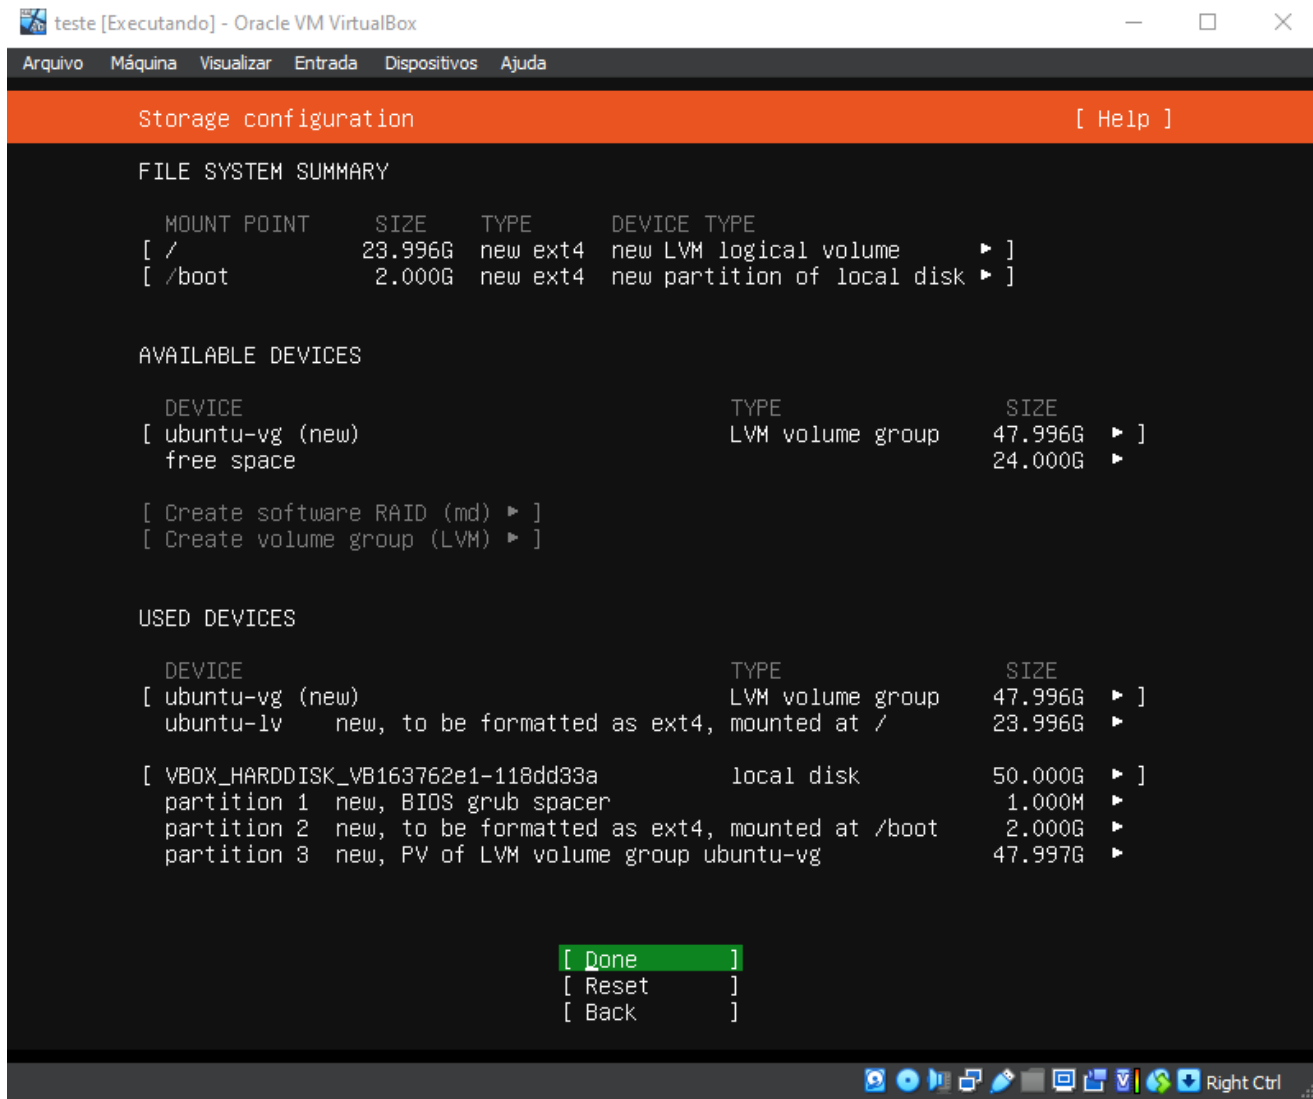 teste [Executando] - Oracle VM VirtualBox
Arquivo Máquina Visualizar Entrada Dispositivos Ajuda
Storage configuration [ Help ]
FILE SYSTEM SUMMARY
MOUNT POINT SIZE TYPE DEVICE TYPE
[ / 23.996G new ext4 new LVM logical volume ▸ ]
[ /boot 2.000G new ext4 new partition of local disk ▸ ]
AVAILABLE DEVICES
DEVICE TYPE SIZE
[ ubuntu-vg (new) LVM volume group 47.996G ▸ ]
free space 24.000G ▸
[ Create software RAID (md) ▸ ]
[ Create volume group (LVM) ▸ ]
USED DEVICES
DEVICE TYPE SIZE
[ ubuntu-vg (new) LVM volume group 47.996G ▸ ]
ubuntu-lv new, to be formatted as ext4, mounted at / 23.996G ▸
[ VBOX_HARDDISK_VB163762e1-118dd33a local disk 50.000G ▸ ]
partition 1 new, BIOS grub spacer 1.000M ▸
partition 2 new, to be formatted as ext4, mounted at /boot 2.000G ▸
partition 3 new, PV of LVM volume group ubuntu-vg 47.997G ▸
[ Done ]
[ Reset ]
[ Back ]
Right Ctrl